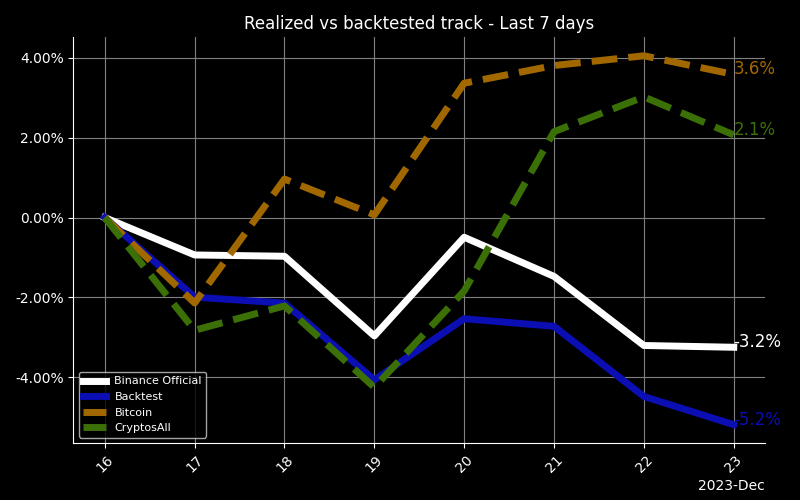 Realized vs backtested track - Last 7 days
4.00%
2.00%
0.00%
-2.00%
-4.00%
3.6%
2.1%
-3.2%
-5.2%
Binance Official
Backtest
Bitcoin
CryptosAll
16
17
18
19
20
21
22
23
2023-Dec